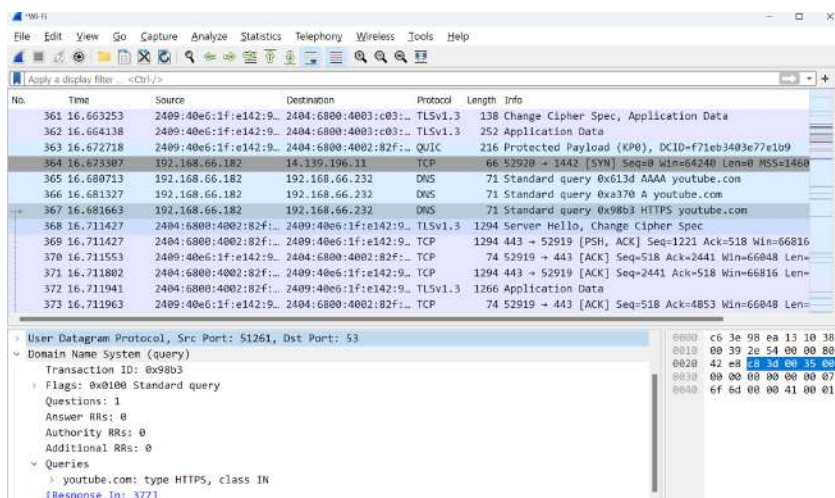 *Wi-Fi
File Edit View Go Capture Analyze Statistics Telephony Wireless Tools Help
Apply a display filter ... <Ctrl-/>
No. Time Source Destination Protocol Length Info
361 16.663253 2409:40e6:1f:e142:9… 2404:6800:4003:c03:… TLSv1.3 138 Change Cipher Spec, Application Data
362 16.664138 2409:40e6:1f:e142:9… 2404:6800:4003:c03:… TLSv1.3 252 Application Data
363 16.672718 2409:40e6:1f:e142:9… 2404:6800:4002:82f:… QUIC 216 Protected Payload (KP0), DCID=f71eb3403e77e1b9
364 16.673307 192.168.66.182 14.139.196.11 TCP 66 52920 → 1442 [SYN] Seq=0 Win=64240 Len=0 MSS=1460
365 16.680713 192.168.66.182 192.168.66.232 DNS 71 Standard query 0x613d AAAA youtube.com
366 16.681327 192.168.66.182 192.168.66.232 DNS 71 Standard query 0xa370 A youtube.com
367 16.681663 192.168.66.182 192.168.66.232 DNS 71 Standard query 0x98b3 HTTPS youtube.com
368 16.711427 2404:6800:4002:82f:… 2409:40e6:1f:e142:9… TLSv1.3 1294 Server Hello, Change Cipher Spec
369 16.711427 2404:6800:4002:82f:… 2409:40e6:1f:e142:9… TCP 1294 443 → 52919 [PSH, ACK] Seq=1221 Ack=518 Win=66816
370 16.711553 2409:40e6:1f:e142:9… 2404:6800:4002:82f:… TCP 74 52919 → 443 [ACK] Seq=518 Ack=2441 Win=66048 Len=
371 16.711802 2404:6800:4002:82f:… 2409:40e6:1f:e142:9… TCP 1294 443 → 52919 [ACK] Seq=2441 Ack=518 Win=66816 Len=
372 16.711941 2404:6800:4002:82f:… 2409:40e6:1f:e142:9… TLSv1.3 1266 Application Data
373 16.711963 2409:40e6:1f:e142:9… 2404:6800:4002:82f:… TCP 74 52919 → 443 [ACK] Seq=518 Ack=4853 Win=66048 Len=
User Datagram Protocol, Src Port: 51261, Dst Port: 53
Domain Name System (query)
Transaction ID: 0x98b3
Flags: 0x0100 Standard query
Questions: 1
Answer RRs: 0
Authority RRs: 0
Additional RRs: 0
Queries
youtube.com: type HTTPS, class IN
[Response In: 377]
0000 c6 3e 98 ea 13 10 38
0010 00 39 2e 54 00 00 80
0020 42 e8 c8 3d 00 35 00
0030 00 00 00 00 00 00 07
0040 6f 6d 00 00 41 00 01